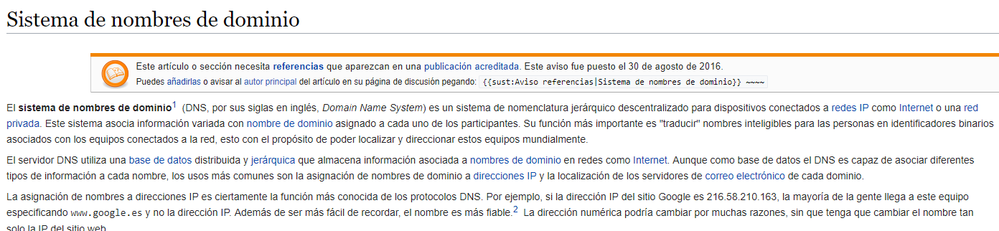 Sistema de nombres de dominio
Este artículo o sección necesita referencias que aparezcan en una publicación acreditada. Este aviso fue puesto el 30 de agosto de 2016.
Puedes añadirlas o avisar al autor principal del artículo en su página de discusión pegando: {{sust:Aviso referencias|Sistema de nombres de dominio}} ~~~~
El sistema de nombres de dominio1 (DNS, por sus siglas en inglés, Domain Name System) es un sistema de nomenclatura jerárquico descentralizado para dispositivos conectados a redes IP como Internet o una red
privada. Este sistema asocia información variada con nombre de dominio asignado a cada uno de los participantes. Su función más importante es "traducir" nombres inteligibles para las personas en identificadores binarios
asociados con los equipos conectados a la red, esto con el propósito de poder localizar y direccionar estos equipos mundialmente.
El servidor DNS utiliza una base de datos distribuida y jerárquica que almacena información asociada a nombres de dominio en redes como Internet. Aunque como base de datos el DNS es capaz de asociar diferentes
tipos de información a cada nombre, los usos más comunes son la asignación de nombres de dominio a direcciones IP y la localización de los servidores de correo electrónico de cada dominio.
La asignación de nombres a direcciones IP es ciertamente la función más conocida de los protocolos DNS. Por ejemplo, si la dirección IP del sitio Google es 216.58.210.163, la mayoría de la gente llega a este equipo
especificando www.google.es y no la dirección IP. Además de ser más fácil de recordar, el nombre es más fiable.2 La dirección numérica podría cambiar por muchas razones, sin que tenga que cambiar el nombre tan
solo la IP del sitio web.